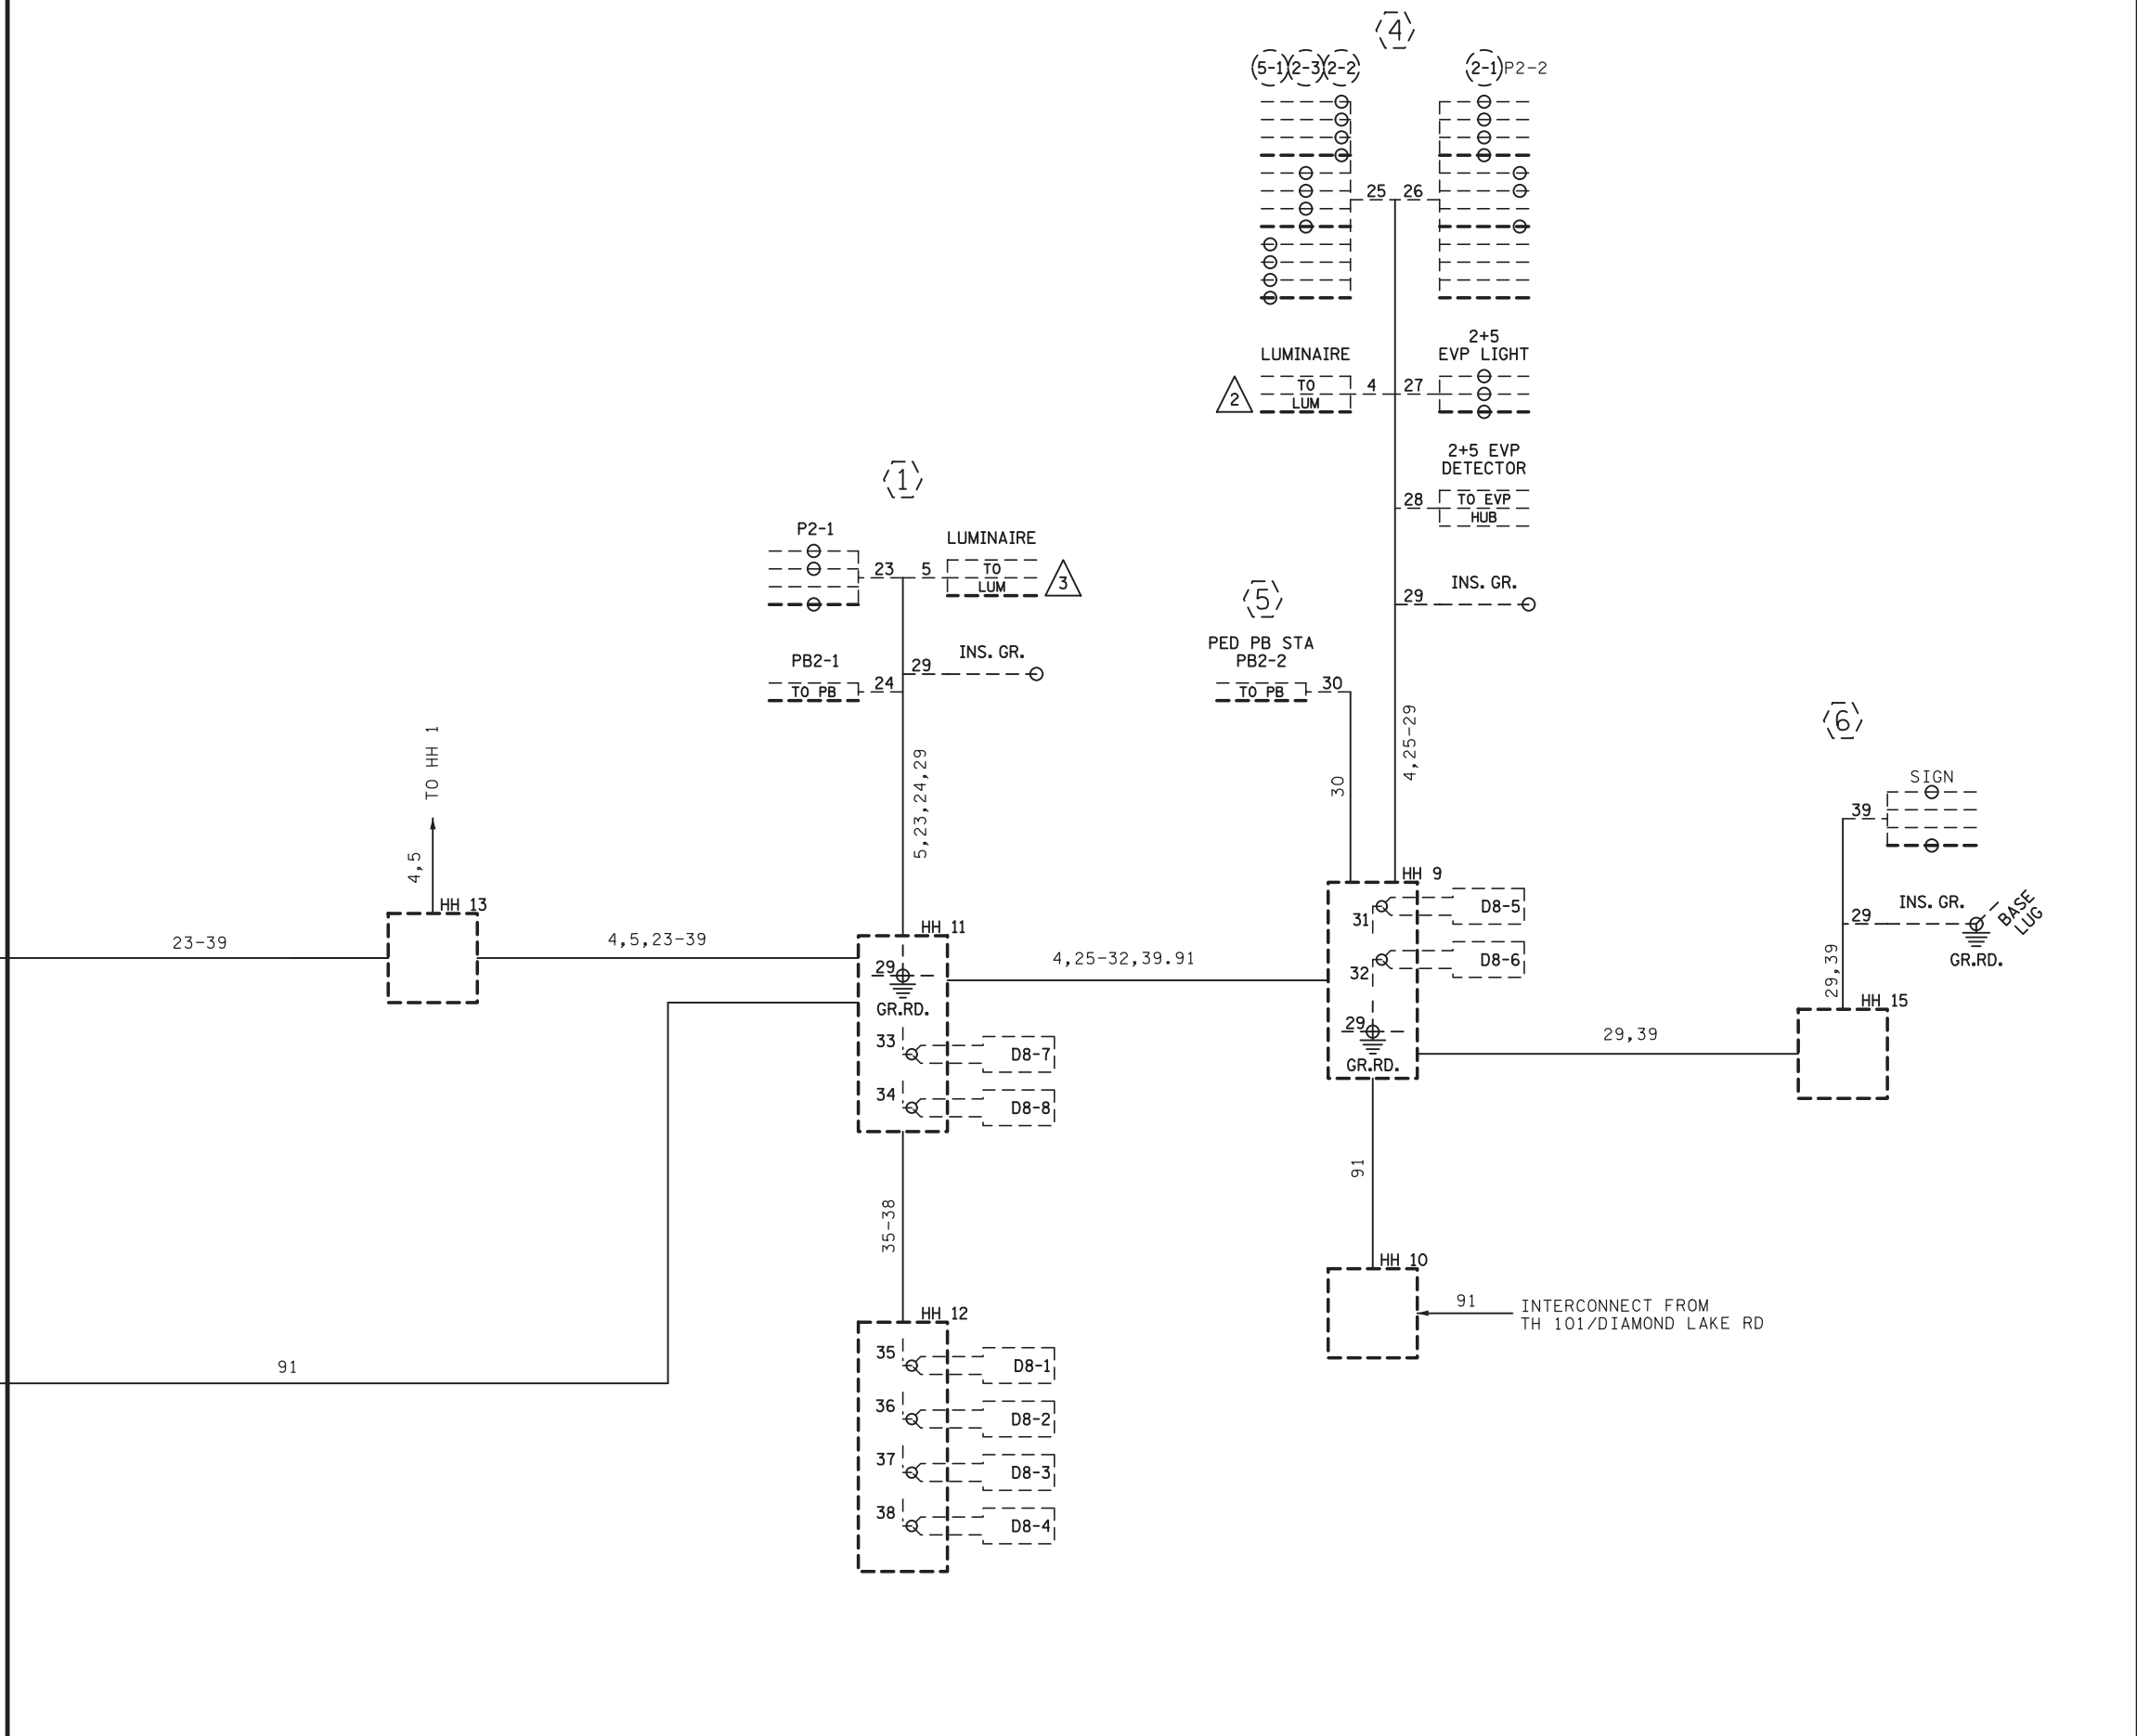 4
5-1 2-3 2-2 2-1 P2-2
25 26
2+5
LUMINAIRE EVP LIGHT
2 TO 4 27
LUM
2+5 EVP
DETECTOR
28 TO EVP
HUB
1
P2-1 LUMINAIRE
23 5 TO 3
LUM
INS. GR.
29
5
PED PB STA
PB2-1 29 INS. GR. PB2-2
TO PB 24 TO PB 30
6
TO HH 1
5,23,24,29
30
4,25-29
SIGN
39
4,5
HH 13
HH 11
HH 9
31 D8-5
32 D8-6
29
GR.RD.
INS. GR.
29 BASE
LUG
GR.RD.
29,39
HH 15
23-39
4,5,23-39
4,25-32,39.91
29,39
29
GR.RD.
33 D8-7
34 D8-8
91
35-38
HH 10
91 INTERCONNECT FROM
TH 101/DIAMOND LAKE RD
HH 12
91
35 D8-1
36 D8-2
37 D8-3
38 D8-4